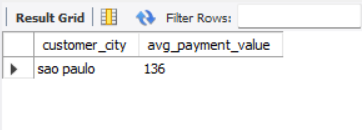 Result Grid Filter Rows:
customer_city avg_payment_value
sao paulo 136